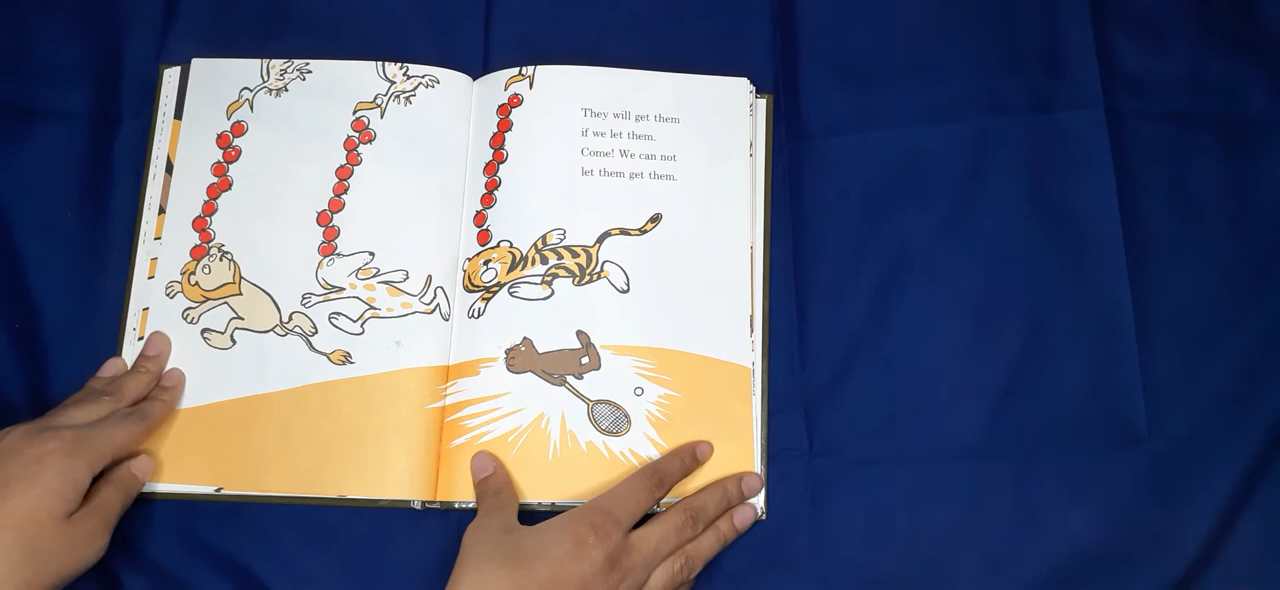 They will get them
if we let them.
Come! We can not
let them get them.